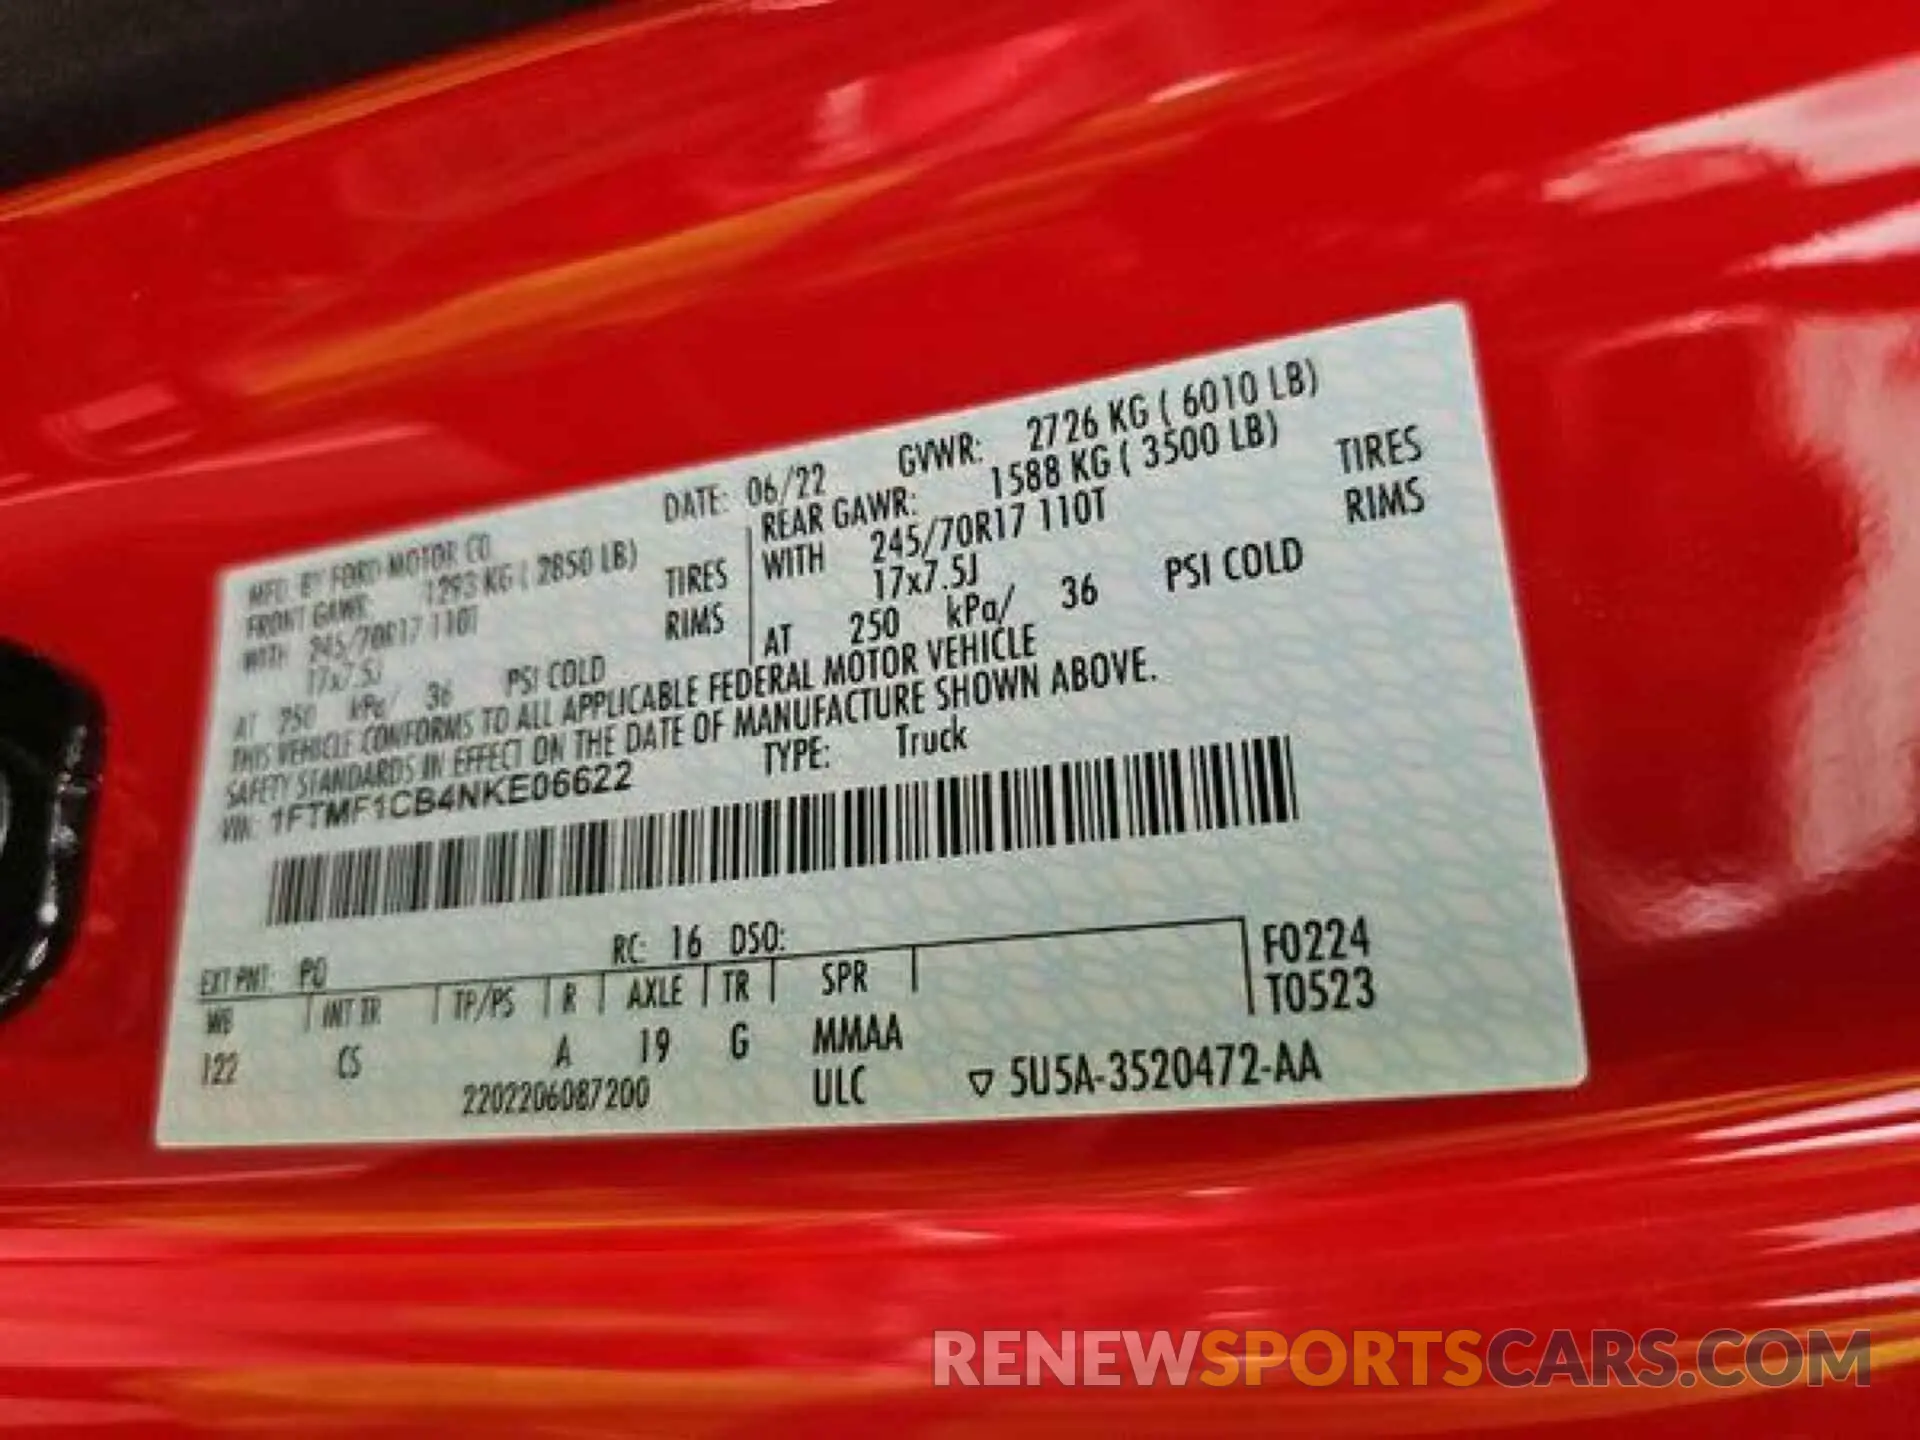 MFD. BY FORD MOTOR CO.
DATE: 06/22 GVWR: 2726 KG ( 6010 LB)
FRONT GAWR: 1293 KG ( 2850 LB)
WITH 245/70R17 110T TIRES
17x7.5J RIMS
AT 250 kPa/ 36 PSI COLD
REAR GAWR: 1588 KG ( 3500 LB)
WITH 245/70R17 110T TIRES
17x7.5J RIMS
AT 250 kPa/ 36 PSI COLD
THIS VEHICLE CONFORMS TO ALL APPLICABLE FEDERAL MOTOR VEHICLE
SAFETY STANDARDS IN EFFECT ON THE DATE OF MANUFACTURE SHOWN ABOVE.
VIN: 1FTMF1CB4NKE06622 TYPE: Truck
EXT PNT: PQ RC: 16 DSO:
WB INT TR TP/PS R AXLE TR SPR
122 CS A 19 G MMAA
F0224
T0523
2202206087200 ULC ▽ 5U5A-3520472-AA
RENEWSPORTSCARS.COM